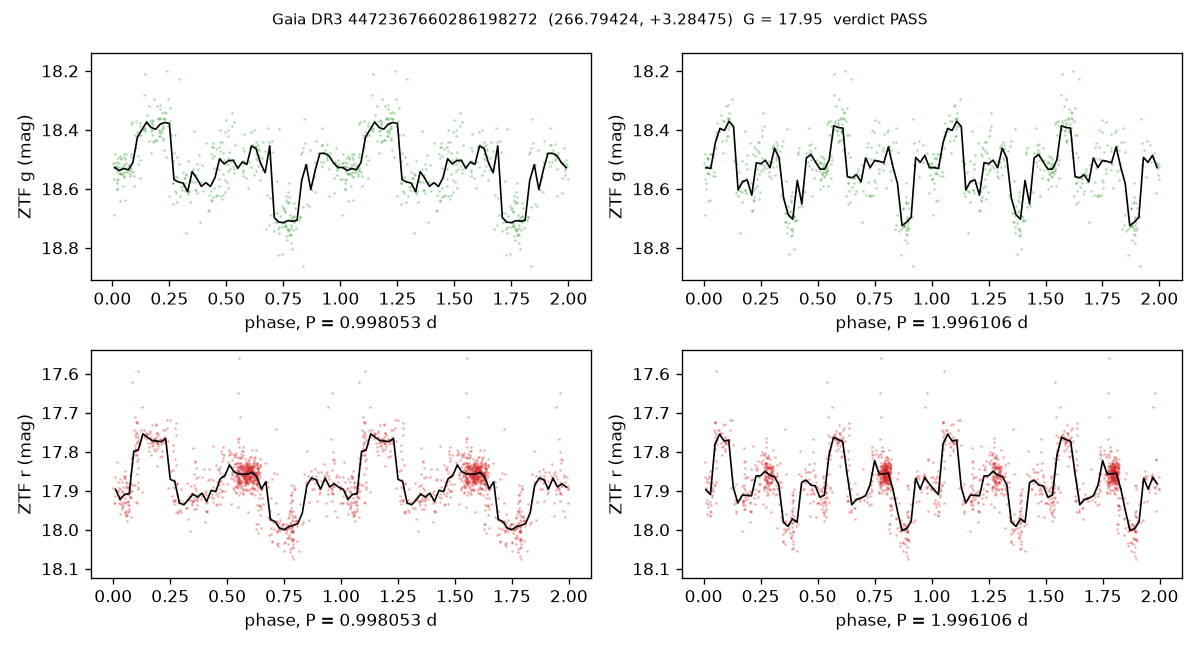 Gaia DR3 4472367660286198272 (266.79424, +3.28475) G = 17.95 verdict PASS
ZTF g (mag)
18.2
18.4
18.6
18.8
0.00 0.25 0.50 0.75 1.00 1.25 1.50 1.75 2.00
phase, P = 0.998053 d
ZTF g (mag)
18.2
18.4
18.6
18.8
0.00 0.25 0.50 0.75 1.00 1.25 1.50 1.75 2.00
phase, P = 1.996106 d
ZTF r (mag)
17.6
17.7
17.8
17.9
18.0
18.1
0.00 0.25 0.50 0.75 1.00 1.25 1.50 1.75 2.00
phase, P = 0.998053 d
ZTF r (mag)
17.6
17.7
17.8
17.9
18.0
18.1
0.00 0.25 0.50 0.75 1.00 1.25 1.50 1.75 2.00
phase, P = 1.996106 d